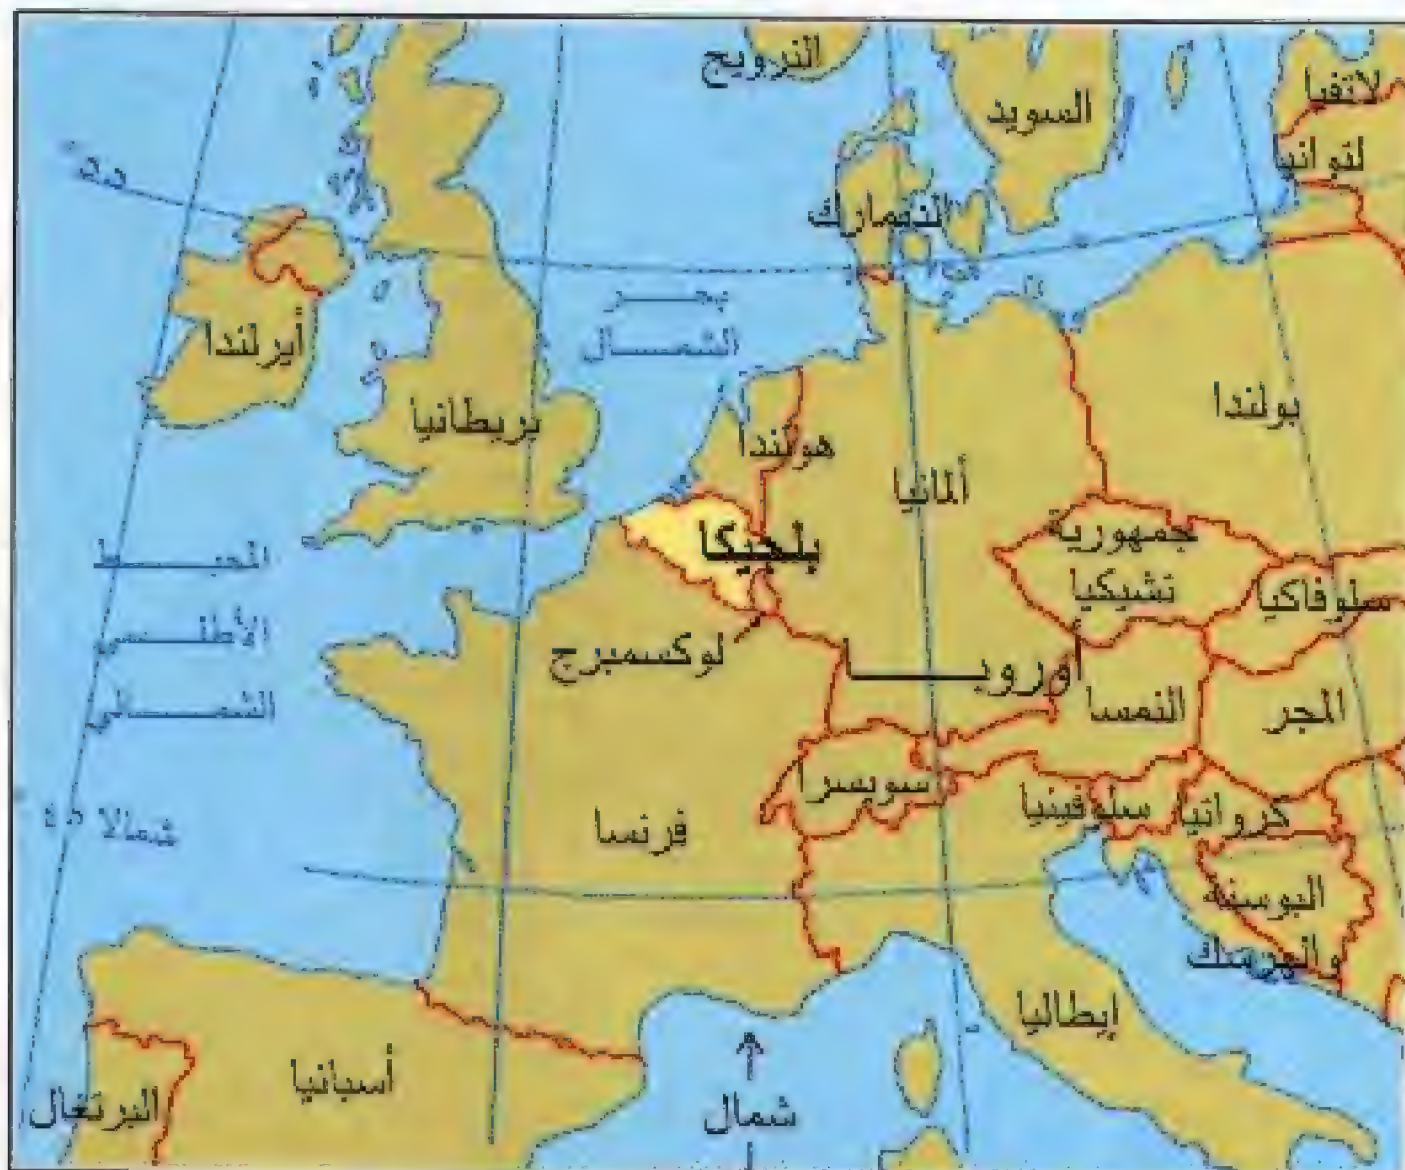 النرويج
السويد
لاتفيا
لتوانيا
الدنمارك
بحر
الشمال
أيرلندا
بريطانيا
هولندا
ألمانيا
بولندا
بلجيكا
جمهورية
تشيكيا
سلوفاكيا
المحيط
الأطلسي
الشمالي
لوكسمبرج
أوروبا
النمسا
المجر
سويسرا
سلوفينيا
كرواتيا
فرنسا
شمالا
البوسنة
والهرسك
إيطاليا
أسبانيا
البرتغال
شمال